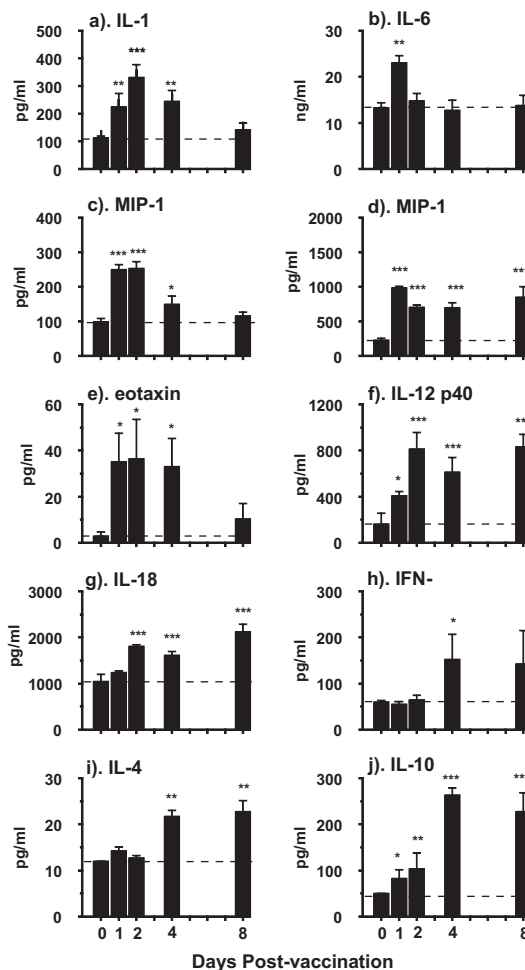 a). IL-1
pg/ml
500
400
300
200
100
0
** *** **
b). IL-6
ng/ml
30
20
10
0
**
c). MIP-1
pg/ml
400
300
200
100
0
*** *** *
d). MIP-1
pg/ml
2000
1500
1000
500
0
*** *** ***
e). eotaxin
pg/ml
60
40
20
0
* * *
f). IL-12 p40
pg/ml
1200
800
400
0
* *** ***
g). IL-18
pg/ml
3000
2000
1000
0
*** *** ***
h). IFN-
pg/ml
300
200
100
0
*
i). IL-4
pg/ml
30
20
10
0
** **
0 1 2 4 8
j). IL-10
pg/ml
300
200
100
0
* ** ***
0 1 2 4 8
Days Post-vaccination